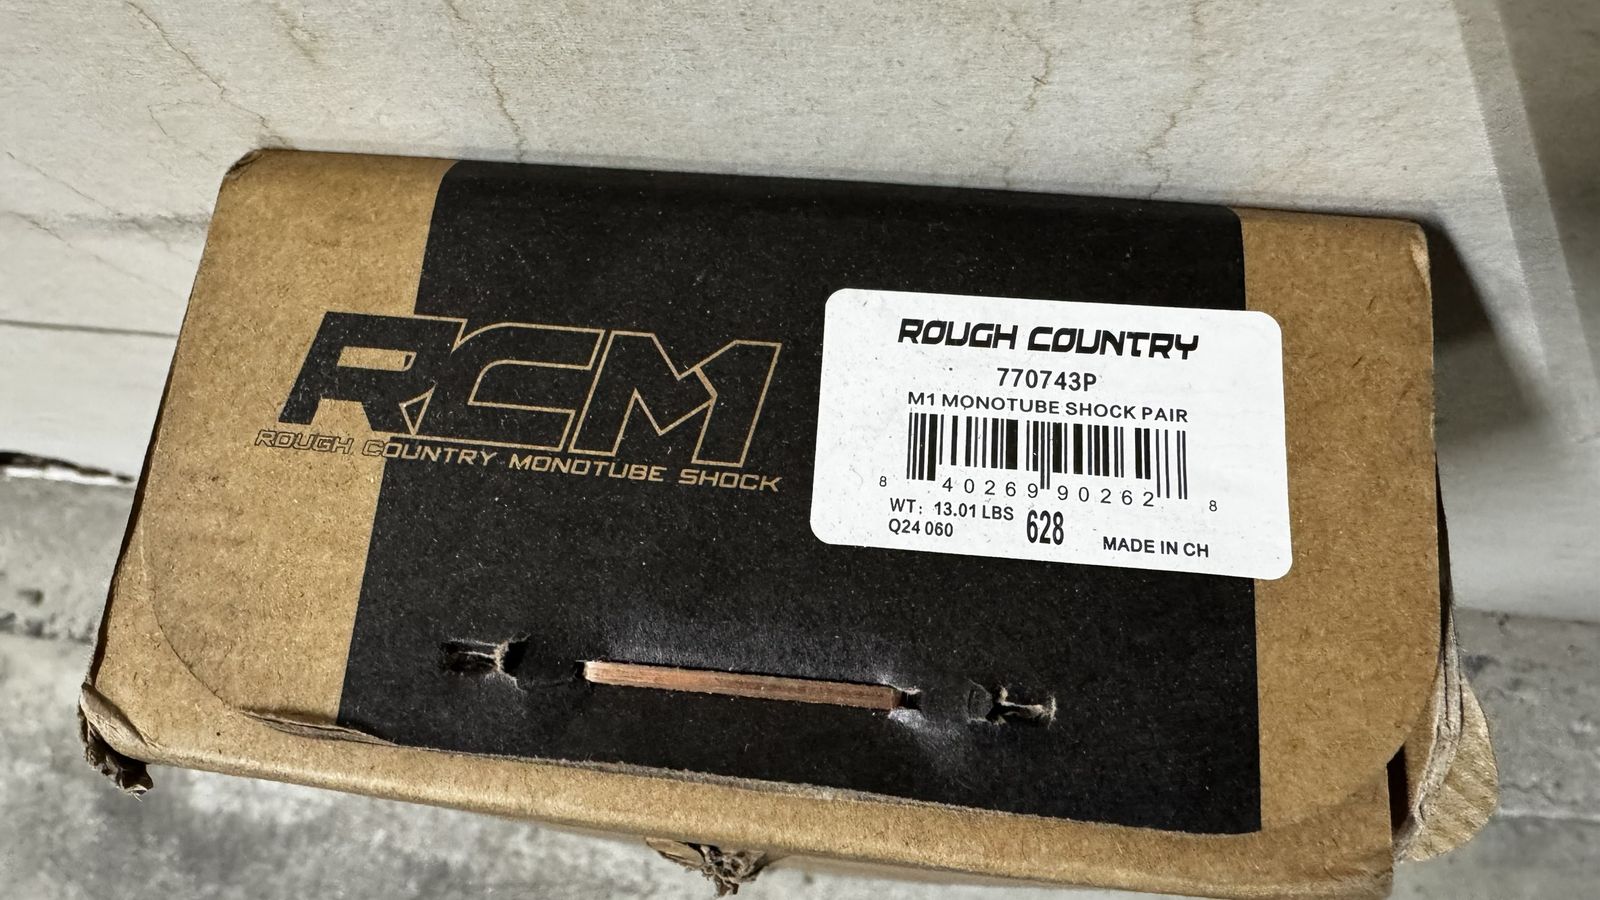 RCM1
ROUGH COUNTRY MONOTUBE SHOCK
ROUGH COUNTRY
770743P
M1 MONOTUBE SHOCK PAIR
8 40269 90262 8
WT: 13.01 LBS
Q24 060
628
MADE IN CH